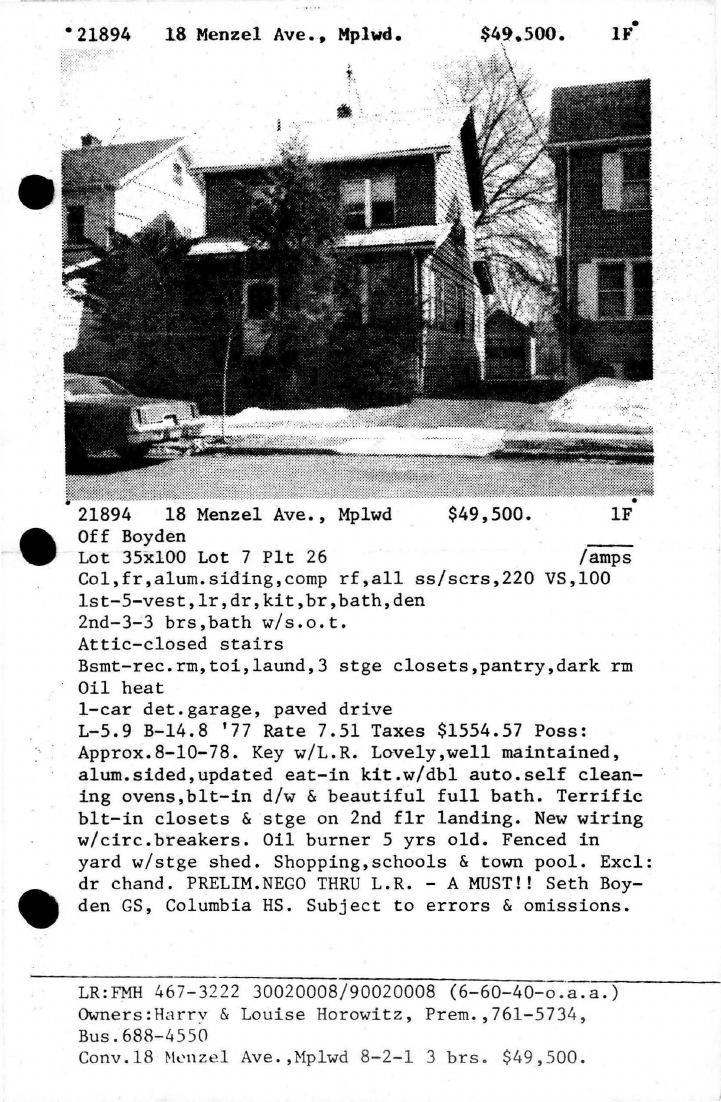 21894 18 Menzel Ave., Mplwd. $49.500. 1F
21894 18 Menzel Ave., Mplwd $49,500. 1F
Off Boyden
Lot 35x100 Lot 7 Plt 26 /amps
Col,fr,alum.siding,comp rf,all ss/scrs,220 VS,100
1st-5-vest,lr,dr,kit,br,bath,den
2nd-3-3 brs,bath w/s.o.t.
Attic-closed stairs
Bsmt-rec.rm,toi,laund,3 stge closets,pantry,dark rm
Oil heat
1-car det.garage, paved drive
L-5.9 B-14.8 '77 Rate 7.51 Taxes $1554.57 Poss:
Approx.8-10-78. Key w/L.R. Lovely,well maintained,
alum.sided,updated eat-in kit.w/dbl auto.self clean-
ing ovens,blt-in d/w & beautiful full bath. Terrific
blt-in closets & stge on 2nd flr landing. New wiring
w/circ.breakers. Oil burner 5 yrs old. Fenced in
yard w/stge shed. Shopping,schools & town pool. Excl:
dr chand. PRELIM.NEGO THRU L.R. - A MUST!! Seth Boy-
den GS, Columbia HS. Subject to errors & omissions.
LR:FMH 467-3222 30020008/90020008 (6-60-40-o.a.a.)
Owners:Harry & Louise Horowitz, Prem.,761-5734,
Bus.688-4550
Conv.18 Menzel Ave.,Mplwd 8-2-1 3 brs. $49,500.